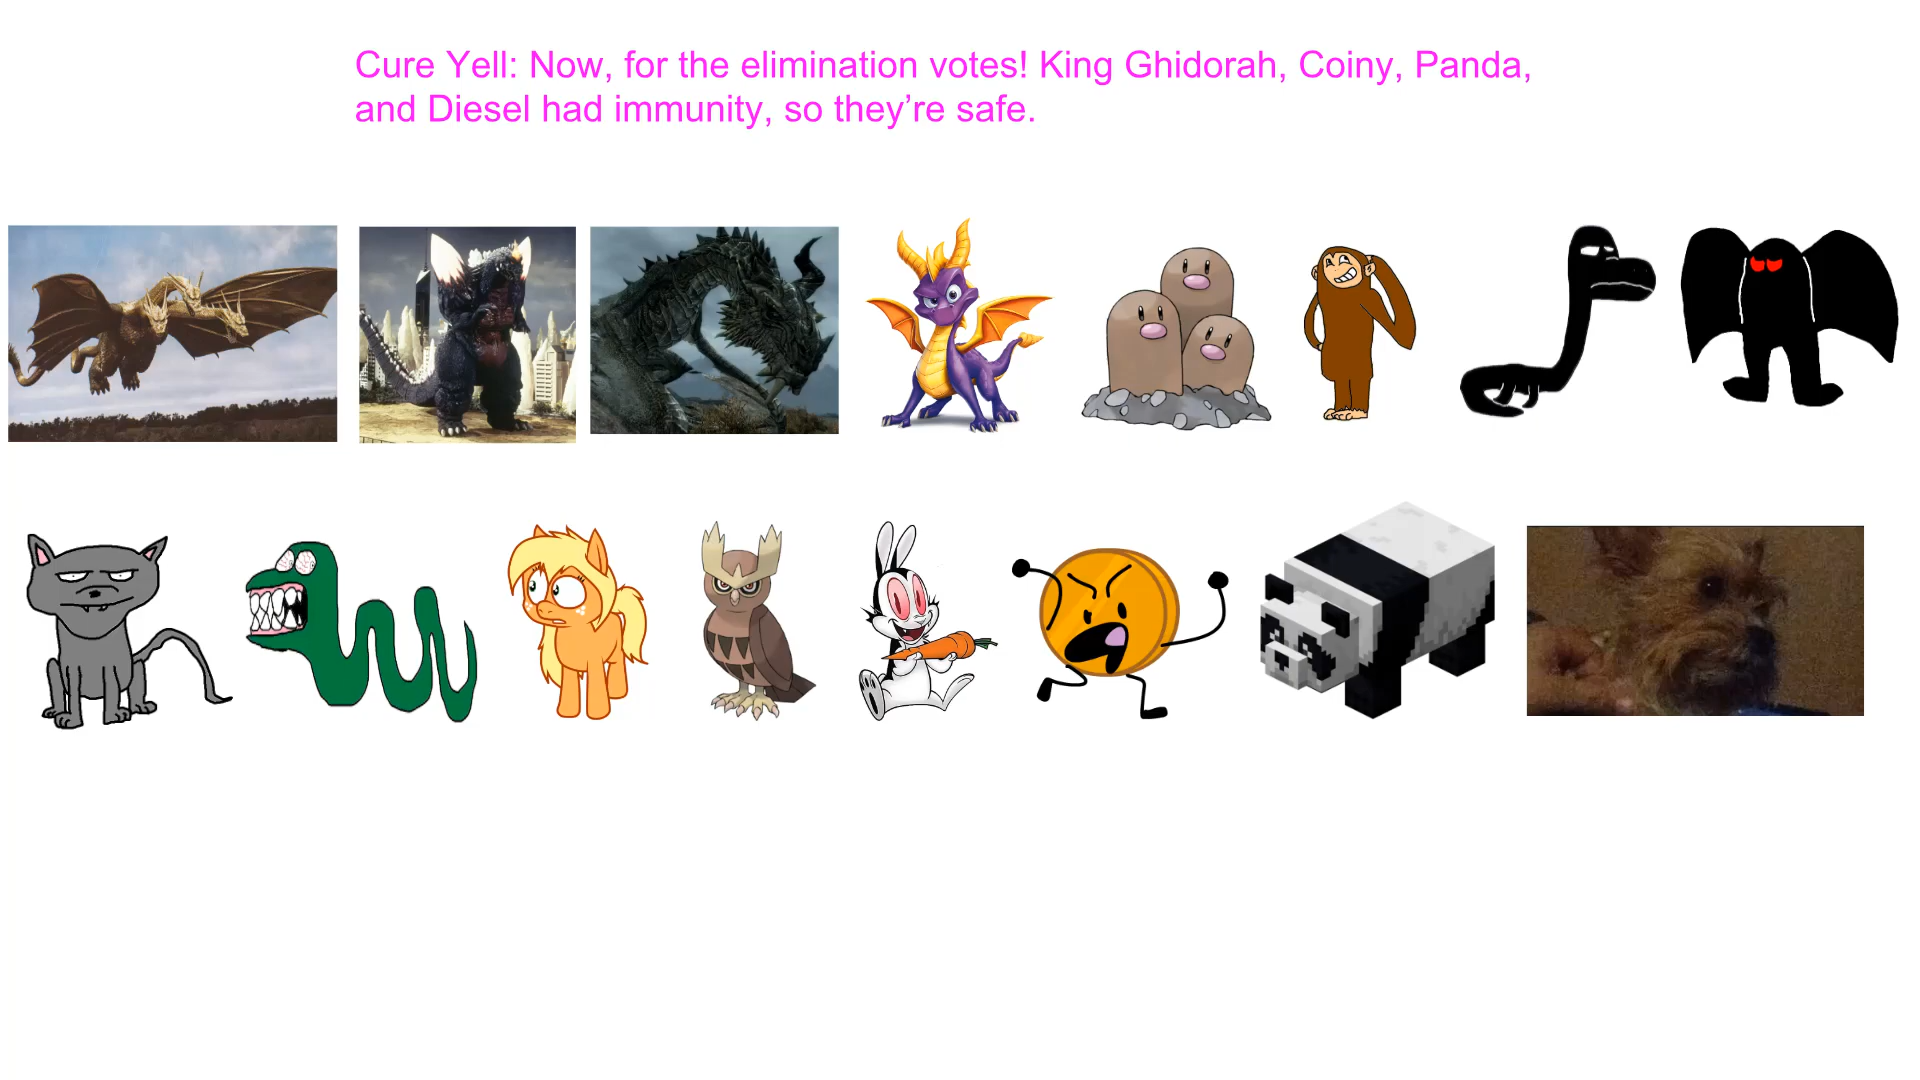 Cure Yell: Now, for the elimination votes! King Ghidorah, Coiny, Panda,
and Diesel had immunity, so they’re safe.